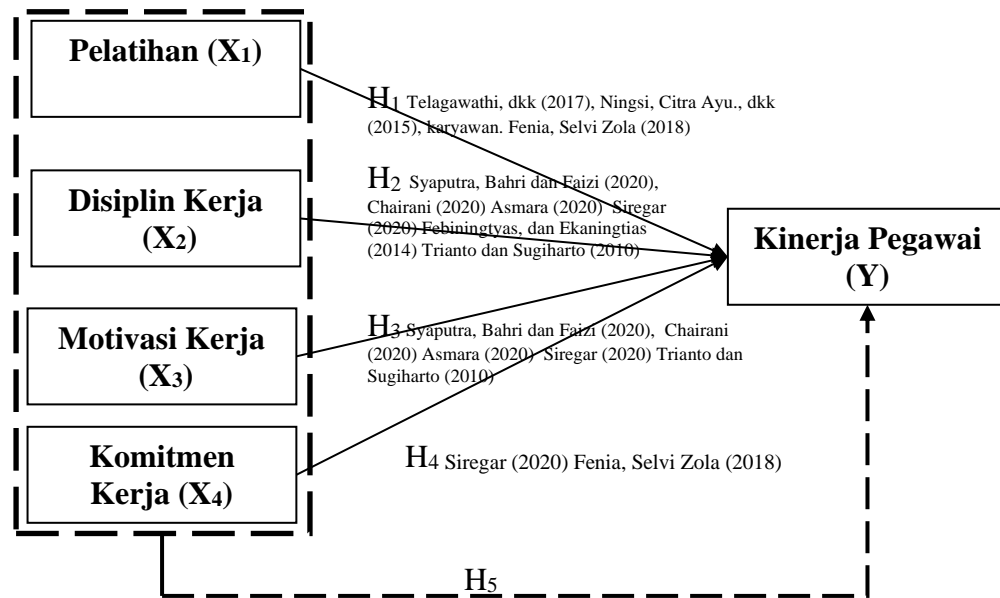 Pelatihan (X1)
H1 Telagawathi, dkk (2017), Ningsi, Citra Ayu., dkk
(2015), karyawan. Fenia, Selvi Zola (2018)
Disiplin Kerja
(X2)
H2 Syaputra, Bahri dan Faizi (2020),
Chairani (2020) Asmara (2020) Siregar
(2020) Febiningtyas, dan Ekaningtias
(2014) Trianto dan Sugiharto (2010)
Kinerja Pegawai
(Y)
Motivasi Kerja
(X3)
H3 Syaputra, Bahri dan Faizi (2020), Chairani
(2020) Asmara (2020) Siregar (2020) Trianto dan
Sugiharto (2010)
Komitmen
Kerja (X4)
H4 Siregar (2020) Fenia, Selvi Zola (2018)
H5